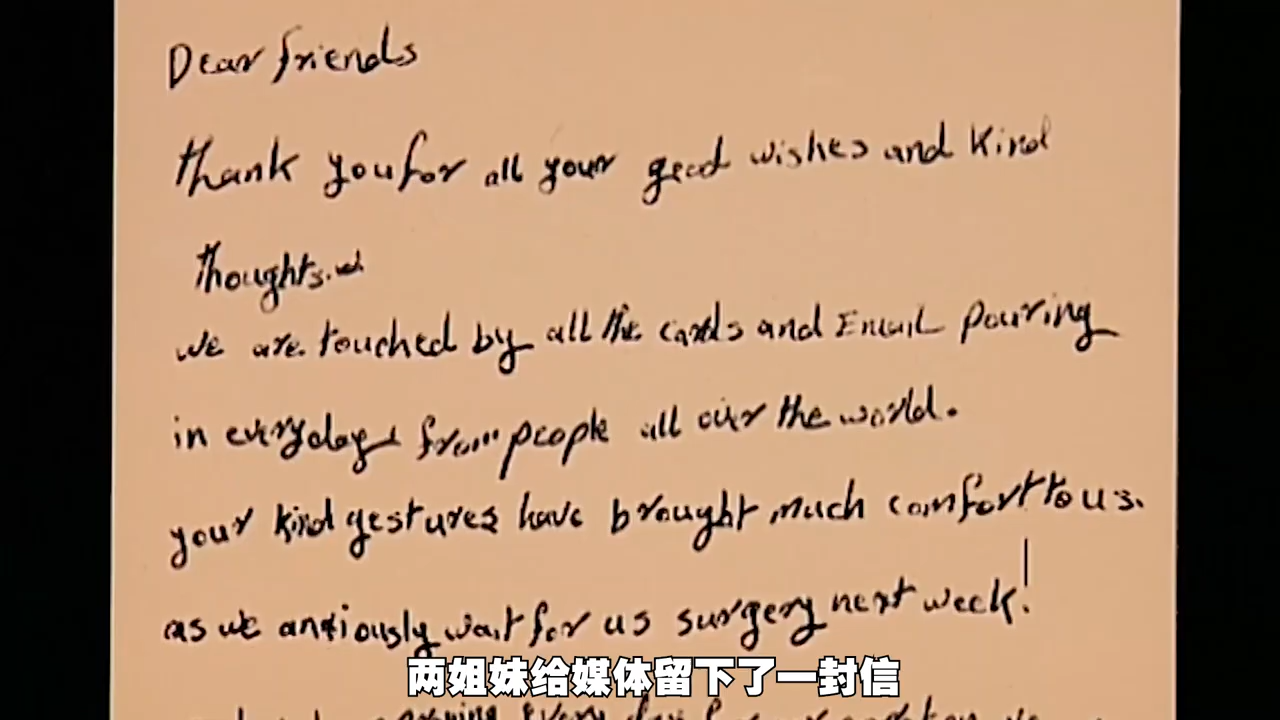 Dear friends
Thank you for all your good wishes and kind
Thoughts.
we are touched by all the cards and Email pouring
in everyday from people all over the world.
your kind gestures have brought much comfort to us.
as we anxiously wait for us surgery next week!
every day
两姐妹给媒体留下了一封信